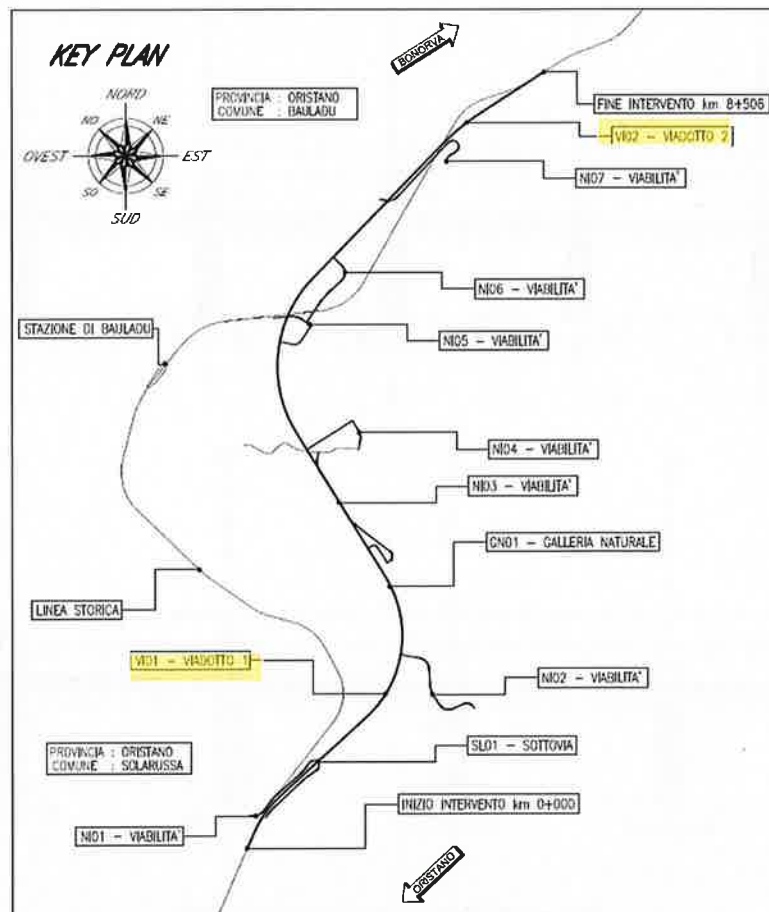 KEY PLAN
BONORVA
NORD
NO
NE
OVEST
EST
SO
SE
SUD
PROVINCIA : ORISTANO
COMUNE : BAULADU
FINE INTERVENTO km 8+506
VI02 - VIADOTTO 2
NI07 - VIABILITA'
NI06 - VIABILITA'
STAZIONE DI BAULADU
NI05 - VIABILITA'
NI04 - VIABILITA'
NI03 - VIABILITA'
GN01 - GALLERIA NATURALE
LINEA STORICA
VI01 - VIADOTTO 1
NI02 - VIABILITA'
SL01 - SOTTOVIA
PROVINCIA : ORISTANO
COMUNE : SOLARUSSA
INIZIO INTERVENTO km 0+000
NI01 - VIABILITA'
ORISTANO